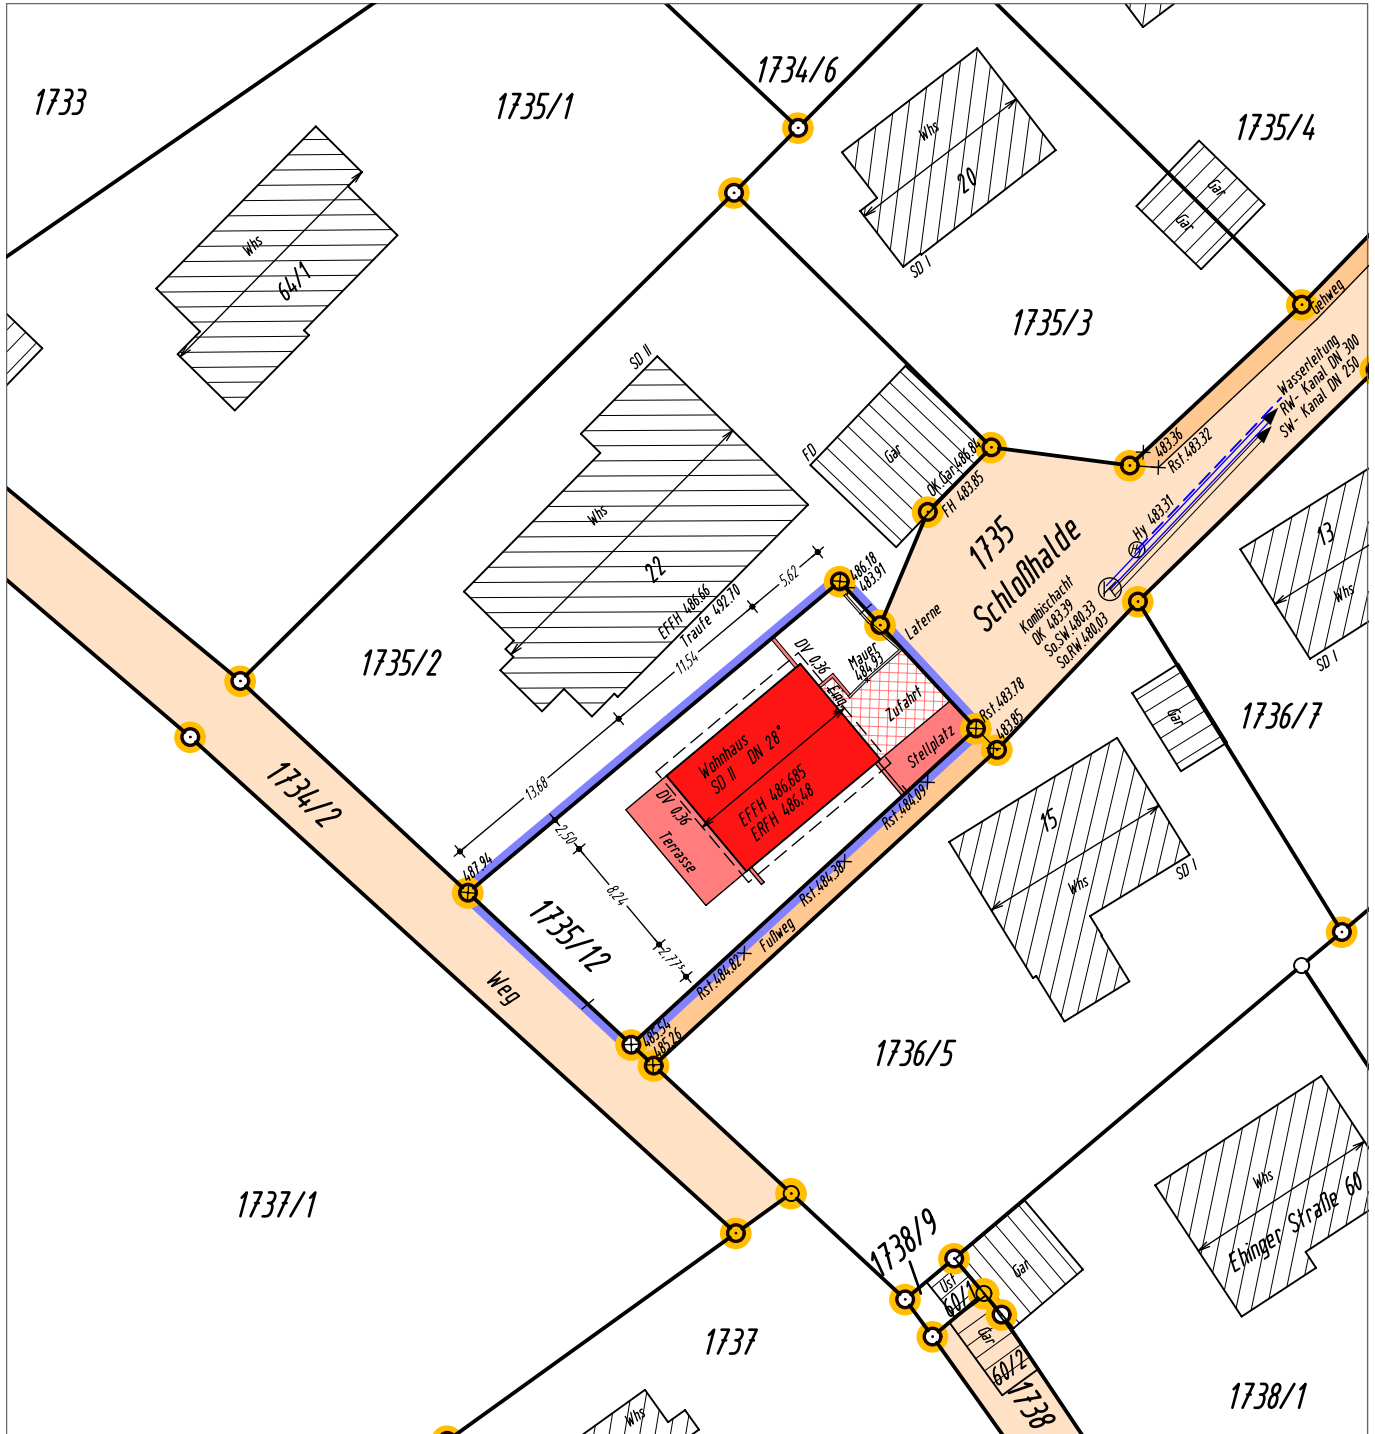 1733
1735/1
1734/6
1735/4
Whs
20
SD I
Gar
Gar
Whs
64/1
1735/3
Gehweg
Wasserleitung
RW- Kanal DN 300
SW- Kanal DN 250
SD II
Whs
22
EFFH 486.66
Traufe 492.70
FD
Gar
OK.Gar 486.84
FH 483.85
483.36
Rst.483.32
1735
Schloßhalde
Hy 483.31
Kombischacht
OK 483.39
So.SW 480.33
So.RW 480.03
13
Whs
SD I
486.18
483.91
Laterne
5.62
11.54
13.68
1735/2
DV 0.36
Mauer
484.93
Eing.
Zufahrt
Stellplatz
Rst.483.78
483.85
Wohnhaus
SD II DN 28°
EFFH 486.685
ERFH 486.48
DV 0.36
Terrasse
Rst.484.09
Rst.484.38
Rst.484.82
Fußweg
2.50
8.24
2.77⁵
487.94
1735/12
485.54
485.26
1734/2
Weg
Gar
1736/7
15
Whs
SD I
1736/5
1737/1
1738/9
Ust
60/1
Gar
Gar
60/2
1738
Whs
Ehinger Straße 60
1737
1738/1
Whs